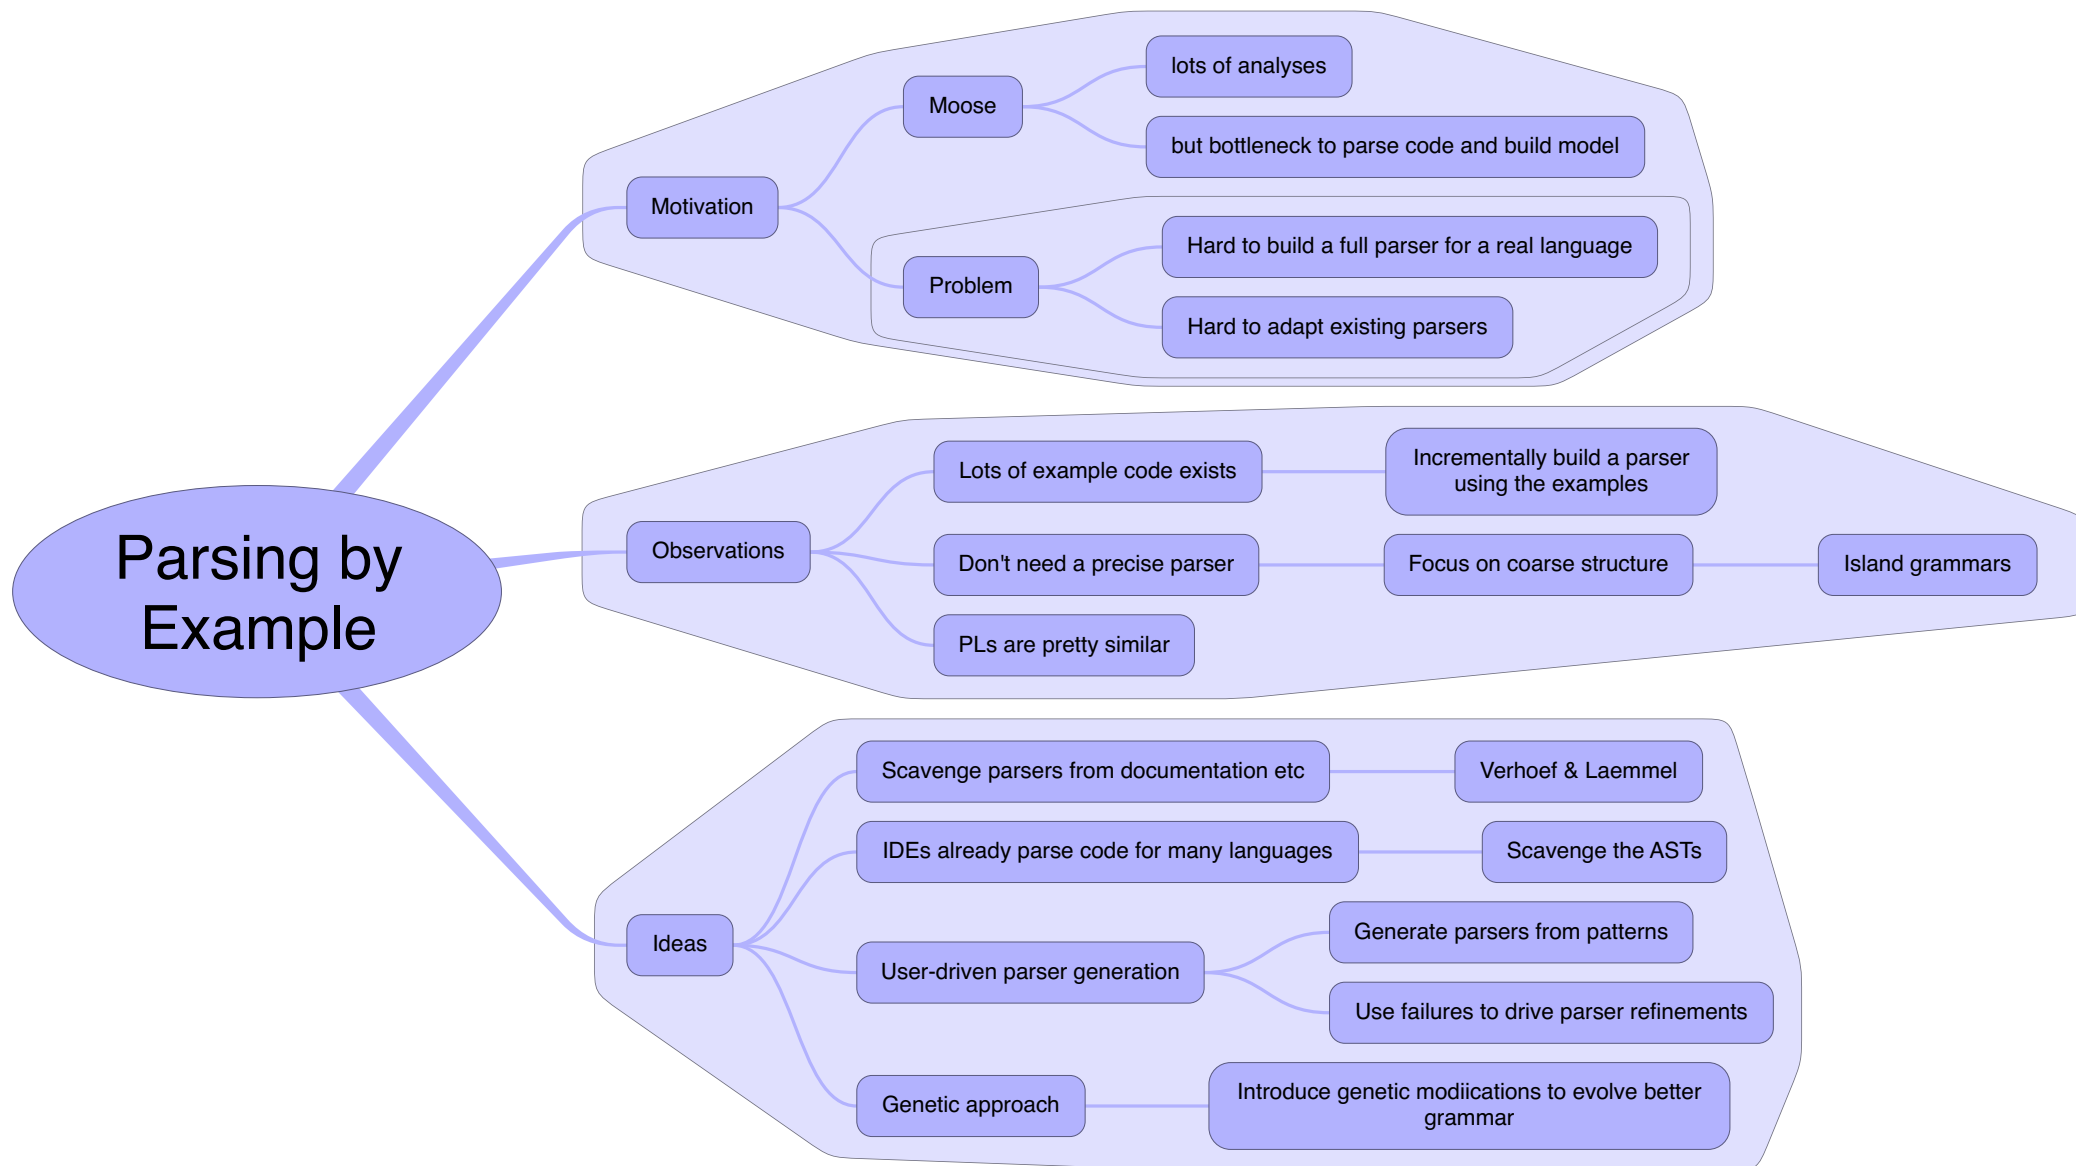 Parsing by
Example
Motivation
Moose
lots of analyses
but bottleneck to parse code and build model
Problem
Hard to build a full parser for a real language
Hard to adapt existing parsers
Observations
Lots of example code exists
Incrementally build a parser
using the examples
Don't need a precise parser
Focus on coarse structure
Island grammars
PLs are pretty similar
Ideas
Scavenge parsers from documentation etc
Verhoef & Laemmel
IDEs already parse code for many languages
Scavenge the ASTs
User-driven parser generation
Generate parsers from patterns
Use failures to drive parser refinements
Genetic approach
Introduce genetic modiications to evolve better
grammar